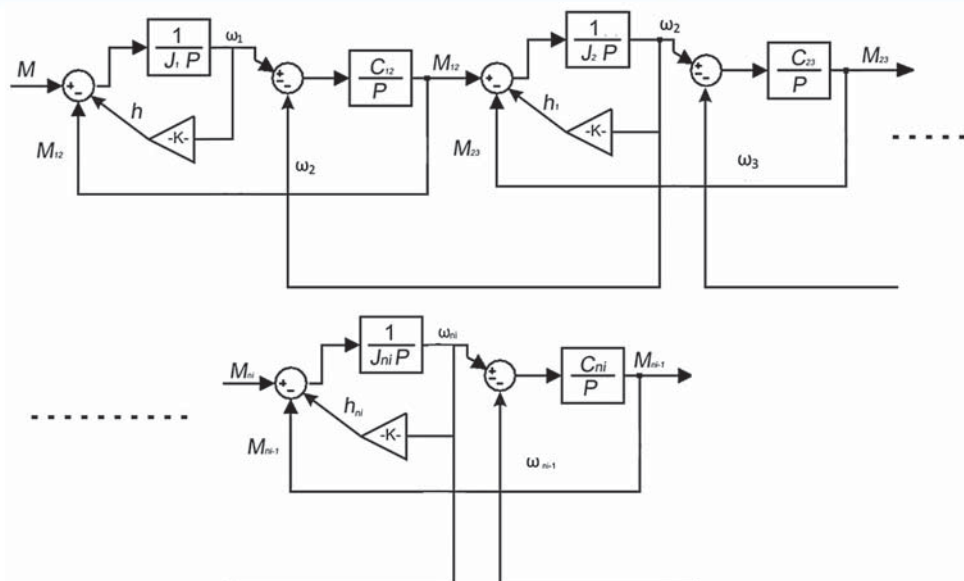 M
1
J₁ P
ω₁
C₁₂
P
M₁₂
1
J₂ P
ω₂
C₂₃
P
M₂₃
h
-K-
M₁₂
ω₂
h₁
-K-
M₂₃
ω₃
Mₙᵢ
1
Jₙᵢ P
ωₙᵢ
Cₙᵢ
P
Mₙᵢ₋₁
hₙᵢ
-K-
Mₙᵢ₋₁
ωₙᵢ₋₁